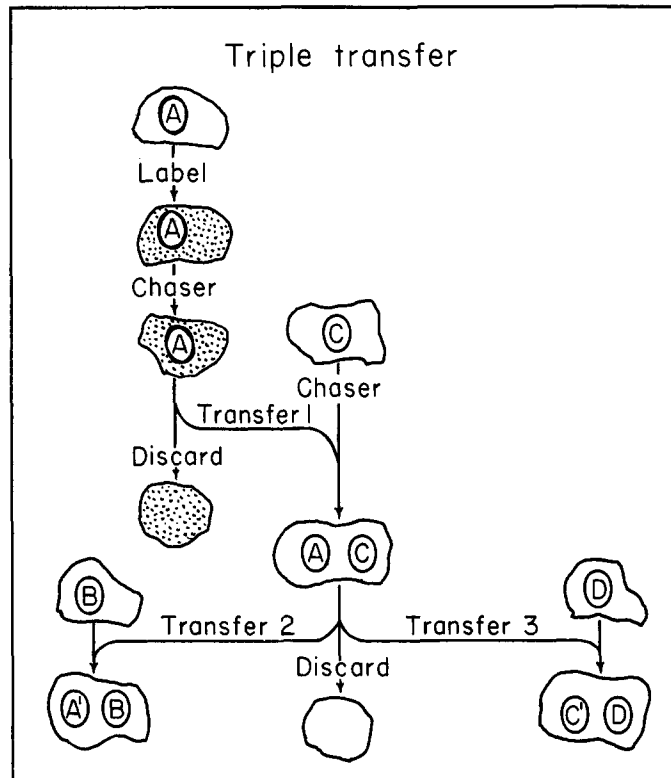 Triple transfer
A
Label
A
Chaser
A
C
Chaser
Transfer 1
Discard
A C
B
D
Transfer 2
Transfer 3
Discard
A' B
C' D